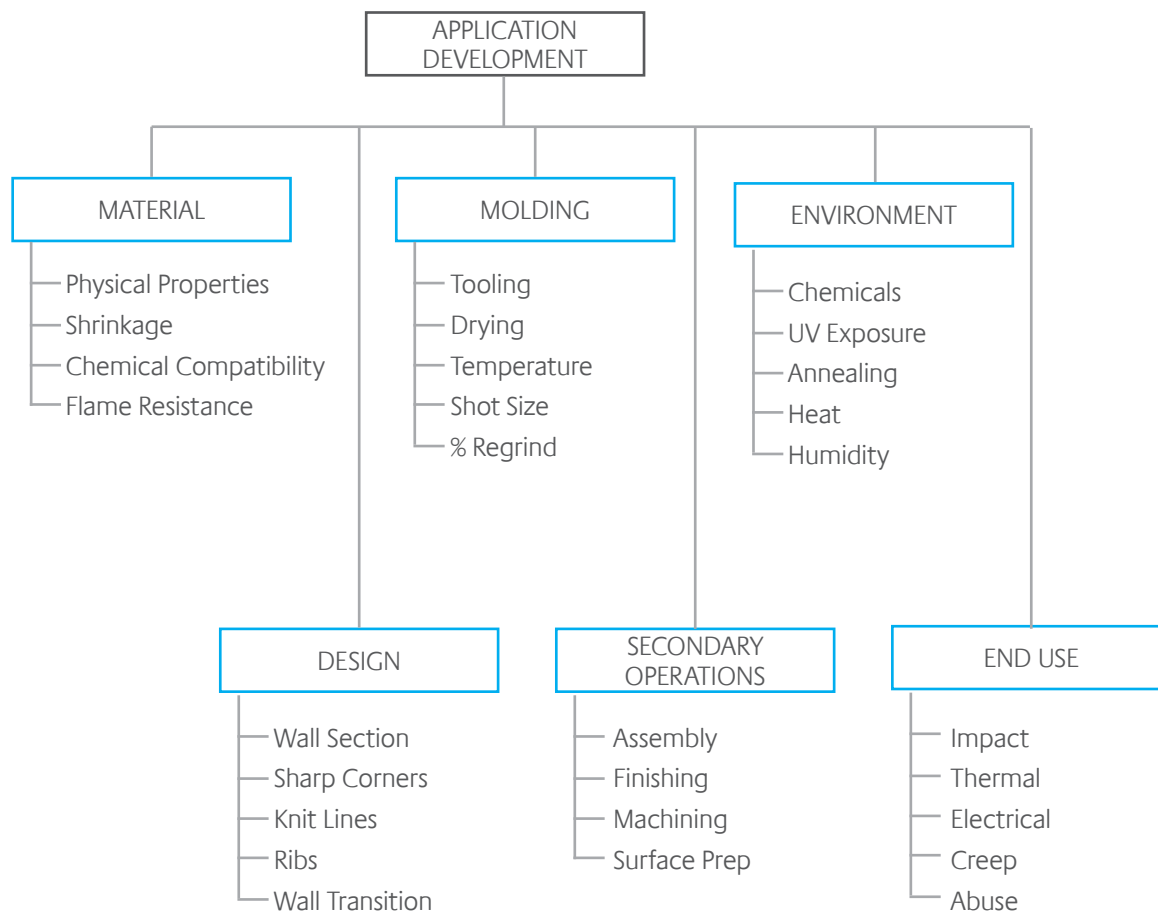 APPLICATION
DEVELOPMENT
MATERIAL
Physical Properties
Shrinkage
Chemical Compatibility
Flame Resistance
MOLDING
Tooling
Drying
Temperature
Shot Size
% Regrind
ENVIRONMENT
Chemicals
UV Exposure
Annealing
Heat
Humidity
DESIGN
Wall Section
Sharp Corners
Knit Lines
Ribs
Wall Transition
SECONDARY
OPERATIONS
Assembly
Finishing
Machining
Surface Prep
END USE
Impact
Thermal
Electrical
Creep
Abuse